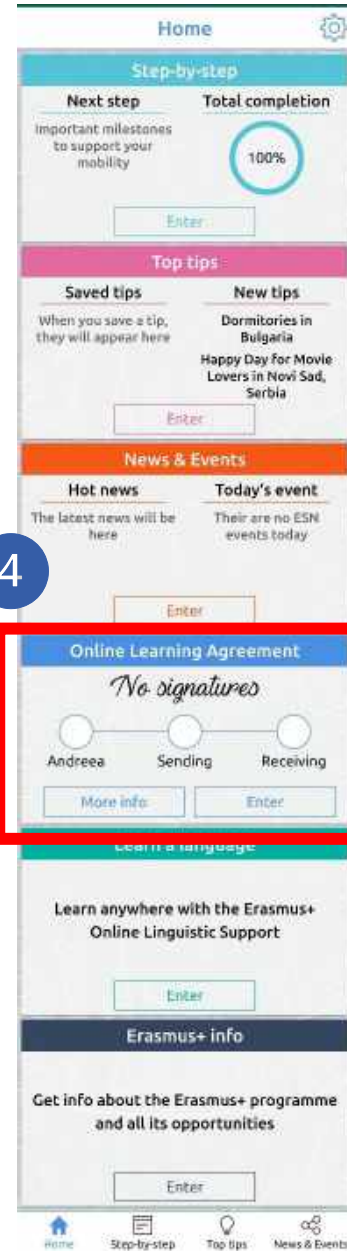 Home
Step-by-step
Next step
Important milestones
to support your
mobility
Total completion
100%
Enter
Top tips
Saved tips
When you save a tip,
they will appear here
New tips
Dormitories in
Bulgaria
Happy Day for Movie
Lovers in Novi Sad,
Serbia
Enter
News & Events
Hot news
The latest news will be
here
Today's event
Their are no ESN
events today
Enter
4
Online Learning Agreement
No signatures
Andreea Sending Receiving
More info Enter
Learn a language
Learn anywhere with the Erasmus+
Online Linguistic Support
Enter
Erasmus+ info
Get info about the Erasmus+ programme
and all its opportunities
Enter
Home Step-by-step Top tips News & Events